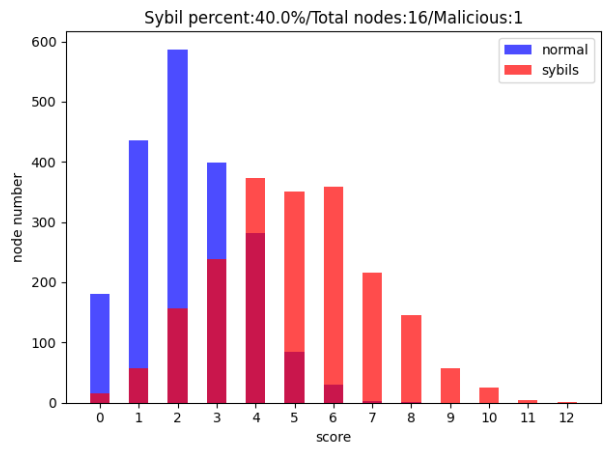 Sybil percent:40.0%/Total nodes:16/Malicious:1
normal
sybils
600
500
400
300
200
100
0
node number
0 1 2 3 4 5 6 7 8 9 10 11 12
score